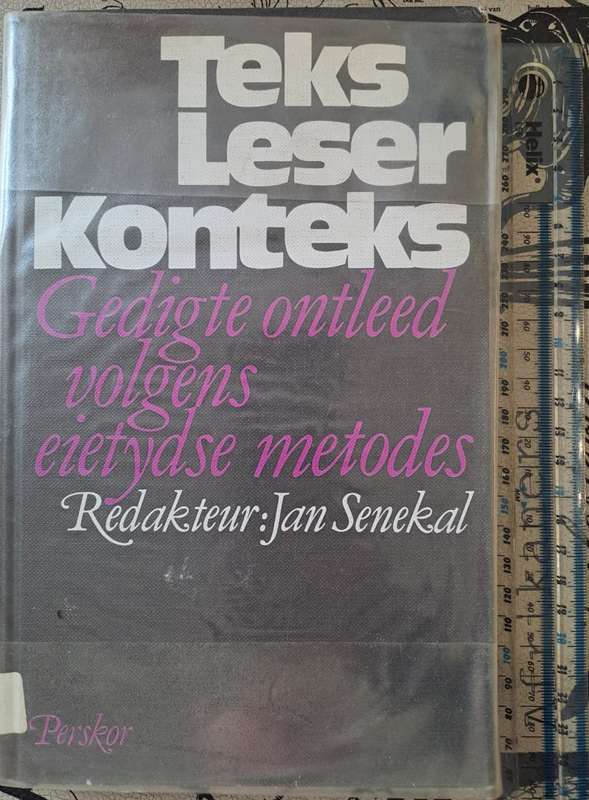 Teks
Leser
Konteks
Gedigte ontleed
volgens
eietydse metodes
Redakteur: Jan Senekal
Perskor
Helix